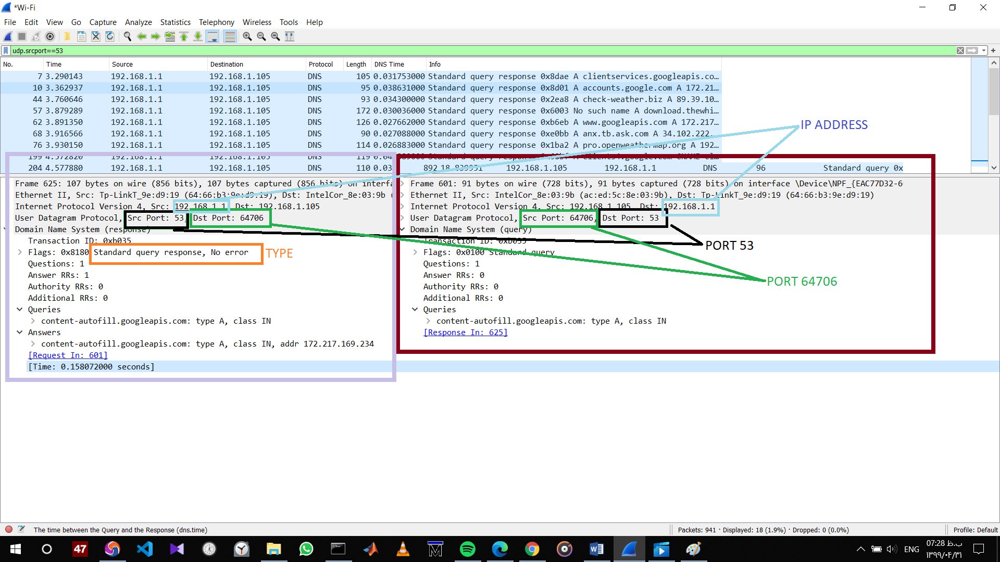 *Wi-Fi
File Edit View Go Capture Analyze Statistics Telephony Wireless Tools Help
udp.srcport==53
No. Time Source Destination Protocol Length DNS Time Info
7 3.290143 192.168.1.1 192.168.1.105 DNS 105 0.031753000 Standard query response 0x8dae A clientservices.googleapis.co…
10 3.362937 192.168.1.1 192.168.1.105 DNS 95 0.038631000 Standard query response 0x8d01 A accounts.google.com A 172.21…
44 3.760646 192.168.1.1 192.168.1.105 DNS 93 0.034300000 Standard query response 0x2ea8 A check-weather.biz A 89.39.10…
57 3.879289 192.168.1.1 192.168.1.105 DNS 172 0.030036000 Standard query response 0x6003 No such name A download.thewhi…
62 3.891350 192.168.1.1 192.168.1.105 DNS 126 0.027662000 Standard query response 0xb6eb A www.googleapis.com A 172.217…
68 3.916566 192.168.1.1 192.168.1.105 DNS 90 0.027088000 Standard query response 0xe0bb A anx.tb.ask.com A 34.102.222.
76 3.930150 192.168.1.1 192.168.1.105 DNS 114 0.026883000 Standard query response 0x1ba2 A pro.openweathermap.org A 192…
199 4.572820 192.168.1.1 192.168.1.105 DNS 119 Standard query response
204 4.577880 192.168.1.1 192.168.1.105 DNS 110 0.03
892 18.839951 192.168.1.105 192.168.1.1 DNS 96 Standard query 0x
IP ADDRESS
Frame 625: 107 bytes on wire (856 bits), 107 bytes captured (856 bits) on interfa
Ethernet II, Src: Tp-LinkT_9e:d9:19 (64:66:b3:9e:d9:19), Dst: IntelCor_8e:03:9b (
Internet Protocol Version 4, Src: 192.168.1.1, Dst: 192.168.1.105
User Datagram Protocol, Src Port: 53, Dst Port: 64706
Domain Name System (response)
Transaction ID: 0xb035
Flags: 0x8180 Standard query response, No error
TYPE
Questions: 1
Answer RRs: 1
Authority RRs: 0
Additional RRs: 0
Queries
content-autofill.googleapis.com: type A, class IN
Answers
content-autofill.googleapis.com: type A, class IN, addr 172.217.169.234
[Request In: 601]
[Time: 0.158072000 seconds]
Frame 601: 91 bytes on wire (728 bits), 91 bytes captured (728 bits) on interface \Device\NPF_{EAC77D32-6
Ethernet II, Src: IntelCor_8e:03:9b (ac:ed:5c:8e:03:9b), Dst: Tp-LinkT_9e:d9:19 (64:66:b3:9e:d9:19)
Internet Protocol Version 4, Src: 192.168.1.105, Dst: 192.168.1.1
User Datagram Protocol, Src Port: 64706, Dst Port: 53
Domain Name System (query)
Transaction ID: 0xb035
Flags: 0x0100 Standard query
Questions: 1
Answer RRs: 0
Authority RRs: 0
Additional RRs: 0
Queries
content-autofill.googleapis.com: type A, class IN
[Response In: 625]
PORT 53
PORT 64706
The time between the Query and the Response (dns.time)
Packets: 941 · Displayed: 18 (1.9%) · Dropped: 0 (0.0%)
Profile: Default
47
ENG
07:28 ب.ظ
۱۳۹۹/۰۴/۳۱